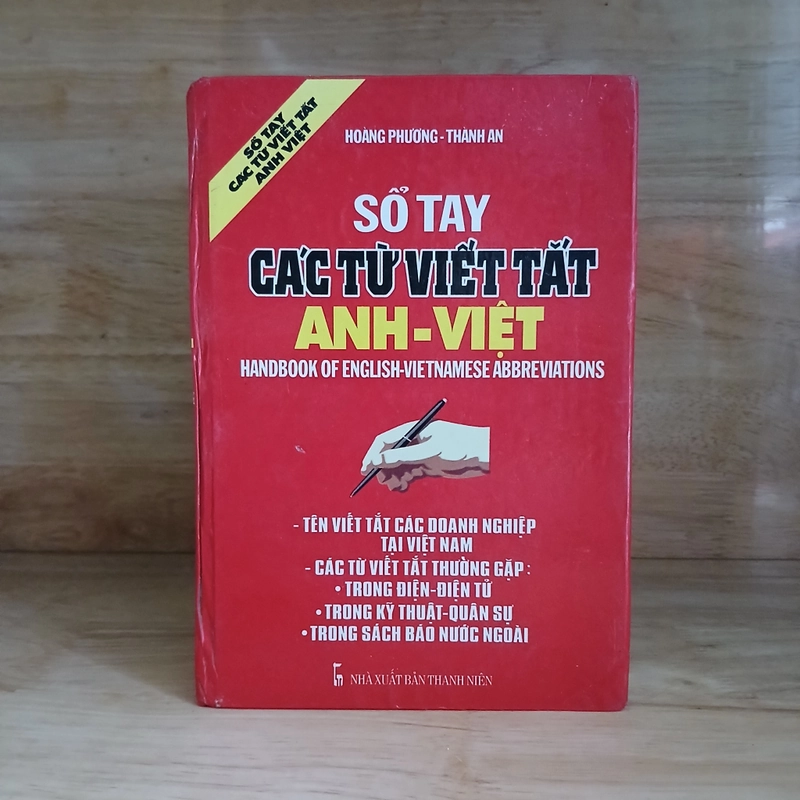 SỔ TAY
CÁC TỪ VIẾT TẮT
ANH VIỆT
HOÀNG PHƯƠNG - THÀNH AN
SỔ TAY
CÁC TỪ VIẾT TẮT
ANH - VIỆT
HANDBOOK OF ENGLISH-VIETNAMESE ABBREVIATIONS
- TÊN VIẾT TẮT CÁC DOANH NGHIỆP
TẠI VIỆT NAM
- CÁC TỪ VIẾT TẮT THƯỜNG GẶP :
• TRONG ĐIỆN-ĐIỆN TỬ
• TRONG KỸ THUẬT-QUÂN SỰ
• TRONG SÁCH BÁO NƯỚC NGOÀI
NHÀ XUẤT BẢN THANH NIÊN